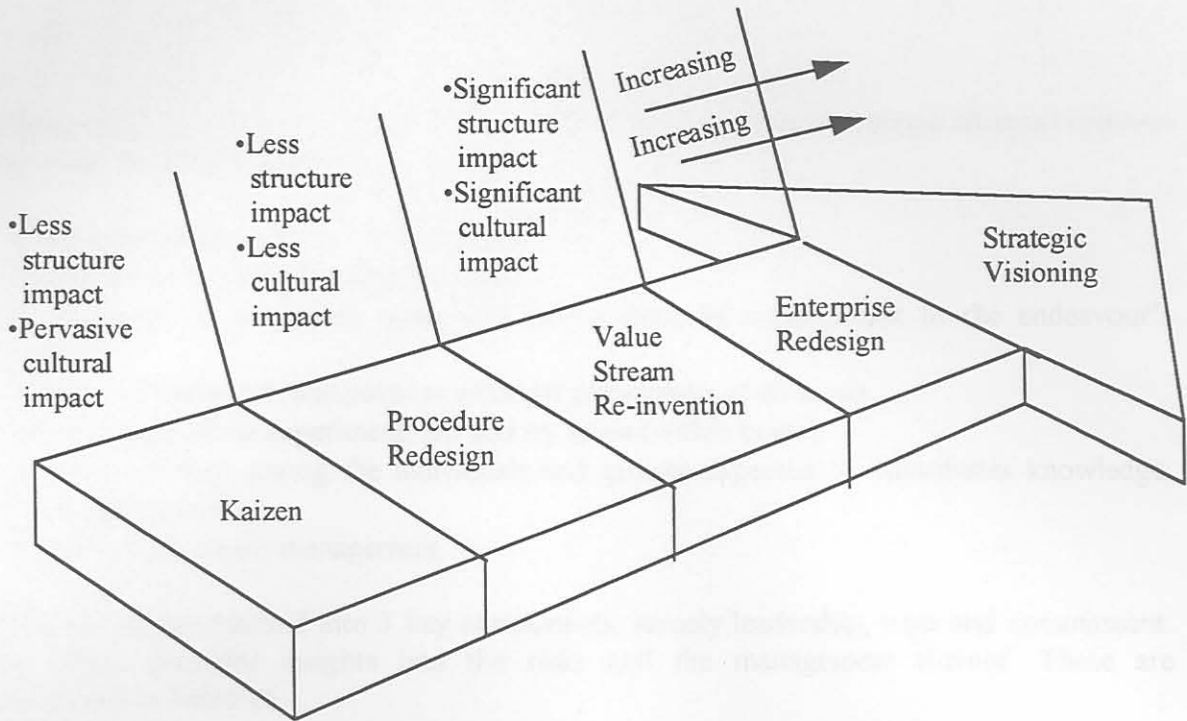 •Less
structure
impact
•Pervasive
cultural
impact
•Less
structure
impact
•Less
cultural
impact
•Significant
structure
impact
•Significant
cultural
impact
Increasing
Increasing
Kaizen
Procedure
Redesign
Value
Stream
Re-invention
Enterprise
Redesign
Strategic
Visioning